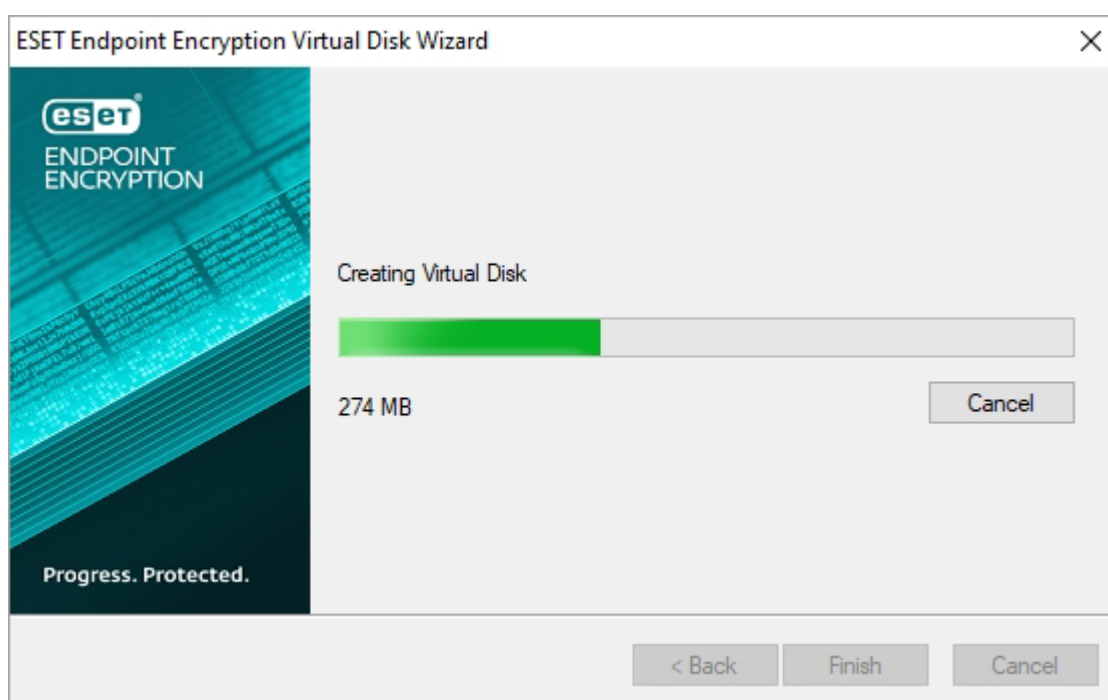 ESET Endpoint Encryption Virtual Disk Wizard
eset®
ENDPOINT
ENCRYPTION
Creating Virtual Disk
274 MB
Cancel
Progress. Protected.
< Back Finish Cancel